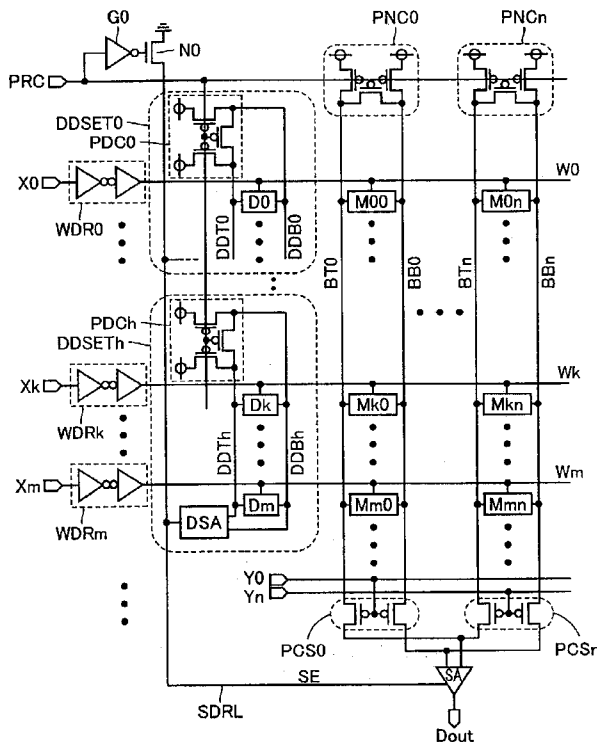 G0
PNC0
PNCn
N0
PRC
DDSET0
PDC0
X0
W0
D0
M00
M0n
WDR0
DDT0
DDB0
BT0
BB0
BTn
BBn
PDCh
DDSETh
Xk
Wk
Dk
Mk0
Mkn
WDRk
DDTh
DDBh
Xm
Wm
Dm
Mm0
Mmn
DSA
WDRm
Y0
Yn
PCS0
PCSr
SE
SA
SDRL
Dout